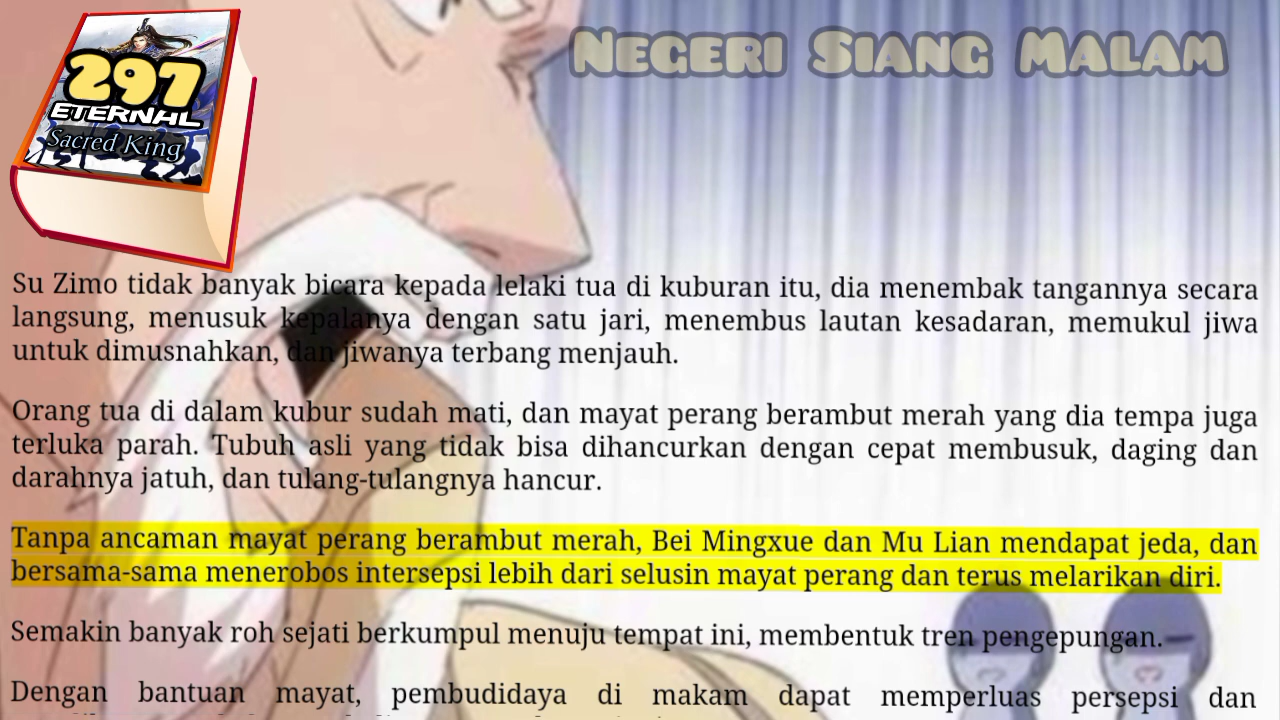 Negeri Siang Malam
297
ETERNAL
Sacred King
Su Zimo tidak banyak bicara kepada lelaki tua di kuburan itu, dia menembak tangannya secara
langsung, menusuk kepalanya dengan satu jari, menembus lautan kesadaran, memukul jiwa
untuk dimusnahkan, dan jiwanya terbang menjauh.
Orang tua di dalam kubur sudah mati, dan mayat perang berambut merah yang dia tempa juga
terluka parah. Tubuh asli yang tidak bisa dihancurkan dengan cepat membusuk, daging dan
darahnya jatuh, dan tulang-tulangnya hancur.
Tanpa ancaman mayat perang berambut merah, Bei Mingxue dan Mu Lian mendapat jeda, dan
bersama-sama menerobos intersepsi lebih dari selusin mayat perang dan terus melarikan diri.
Semakin banyak roh sejati berkumpul menuju tempat ini, membentuk tren pengepungan.
Dengan bantuan mayat, pembudidaya di makam dapat memperluas persepsi dan